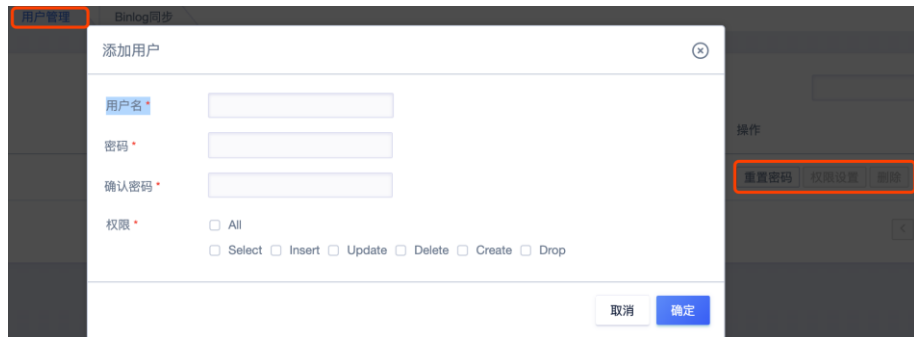 用户管理 Binlog同步
添加用户
用户名 *
密码 *
确认密码 *
权限 * All
Select Insert Update Delete Create Drop
操作
重置密码 权限设置 删除
取消 确定